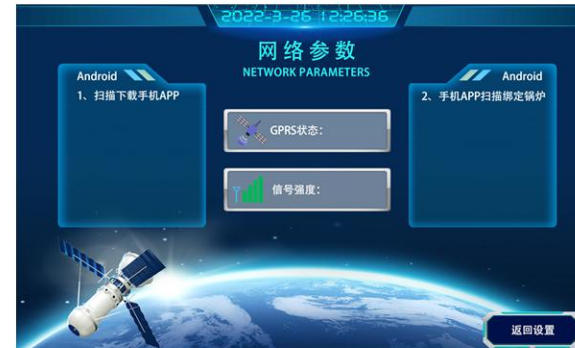 2022-3-26 12:26:36
网络参数
NETWORK PARAMETERS
Android
1、扫描下载手机APP
Android
2、手机APP扫描绑定锅炉
GPRS状态:
信号强度:
返回设置